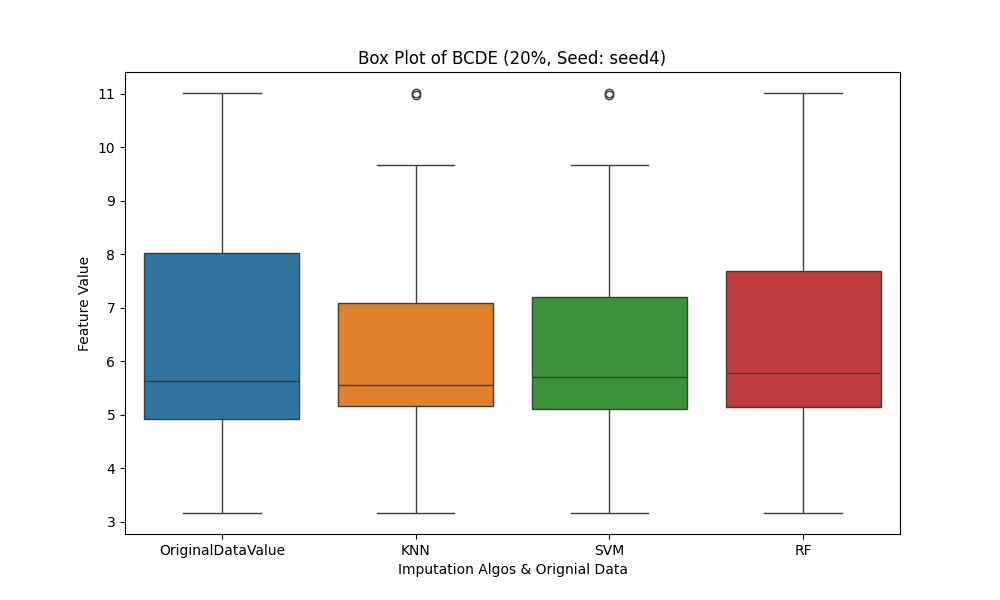 Box Plot of BCDE (20%, Seed: seed4)
Feature Value
11
10
9
8
7
6
5
4
3
OriginalDataValue KNN SVM RF
Imputation Algos & Orignial Data